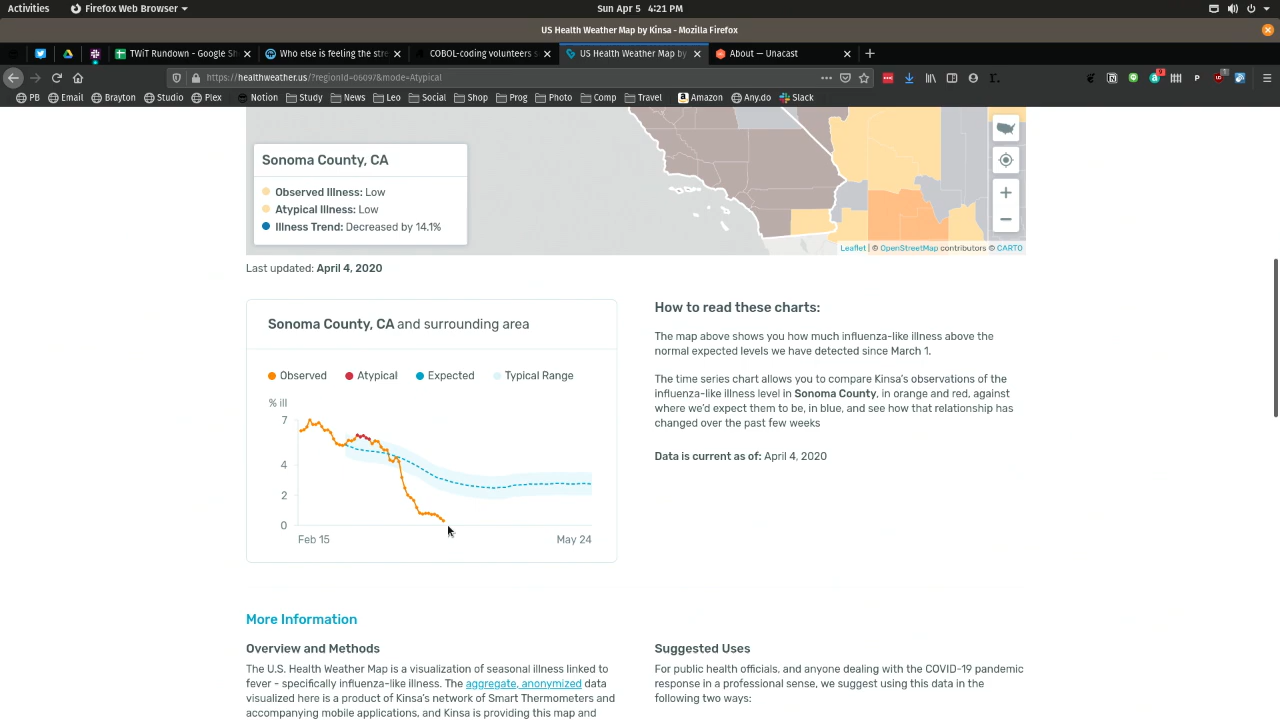 Activities
Firefox Web Browser
Sun Apr 5 4:21 PM
US Health Weather Map by Kinsa - Mozilla Firefox
TWiT Rundown - Google Sh
Who else is feeling the stre
COBOL-coding volunteers s
US Health Weather Map by
About — Unacast
https://healthweather.us/?regionId=06097&mode=Atypical
PB
Email
Brayton
Studio
Plex
Notion
Study
News
Leo
Social
Shop
Prog
Photo
Comp
Travel
Amazon
Any.do
Slack
Sonoma County, CA
Observed Illness: Low
Atypical Illness: Low
Illness Trend: Decreased by 14.1%
Leaflet | © OpenStreetMap contributors © CARTO
Last updated: April 4, 2020
Sonoma County, CA and surrounding area
Observed
Atypical
Expected
Typical Range
% ill
7
4
2
0
Feb 15
May 24
How to read these charts:
The map above shows you how much influenza-like illness above the
normal expected levels we have detected since March 1.
The time series chart allows you to compare Kinsa's observations of the
influenza-like illness level in Sonoma County, in orange and red, against
where we'd expect them to be, in blue, and see how that relationship has
changed over the past few weeks
Data is current as of: April 4, 2020
More Information
Overview and Methods
The U.S. Health Weather Map is a visualization of seasonal illness linked to
fever - specifically influenza-like illness. The aggregate, anonymized data
visualized here is a product of Kinsa's network of Smart Thermometers and
accompanying mobile applications, and Kinsa is providing this map and
Suggested Uses
For public health officials, and anyone dealing with the COVID-19 pandemic
response in a professional sense, we suggest using this data in the
following two ways: